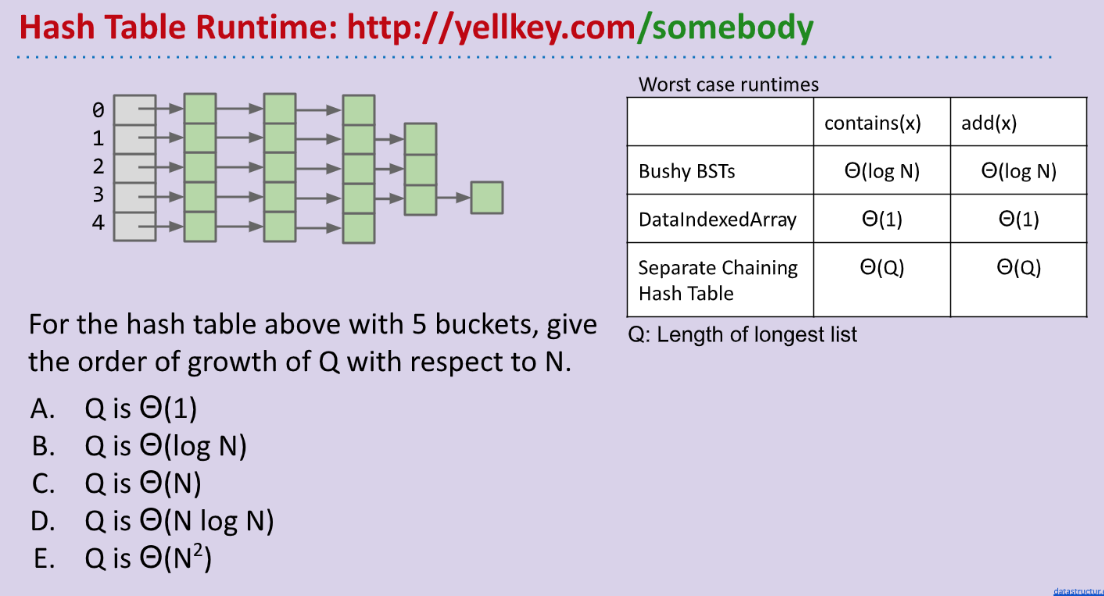 Hash Table Runtime: http://yellkey.com/somebody
0
1
2
3
4
Worst case runtimes
contains(x) add(x)
Bushy BSTs Θ(log N) Θ(log N)
DataIndexedArray Θ(1) Θ(1)
Separate Chaining Θ(Q) Θ(Q)
Hash Table
Q: Length of longest list
For the hash table above with 5 buckets, give
the order of growth of Q with respect to N.
A. Q is Θ(1)
B. Q is Θ(log N)
C. Q is Θ(N)
D. Q is Θ(N log N)
E. Q is Θ(N²)
datastructur.